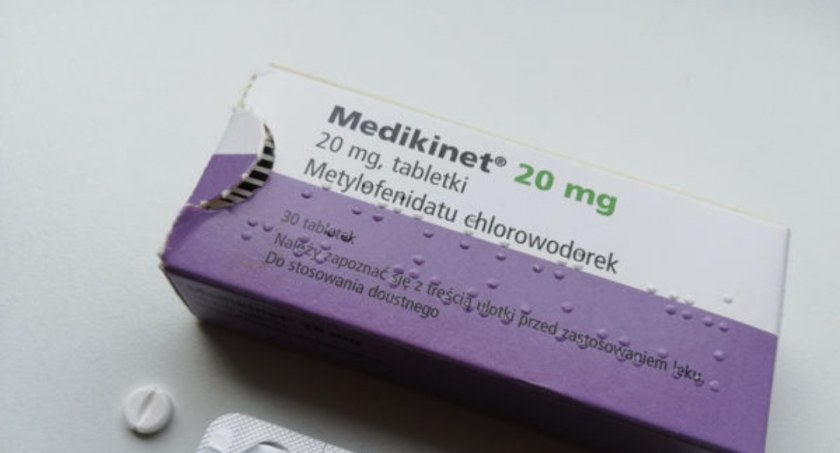 Medikinet® 20 mg
20 mg, tabletki
Metylofenidatu chlorowodorek
30 tabletek
Należy zapoznać się z treścią ulotki przed zastosowaniem leku.
Do stosowania doustnego